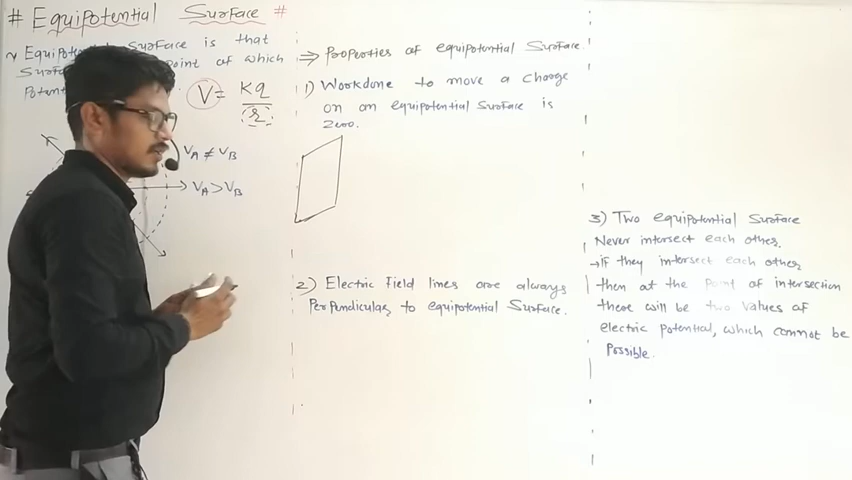 # Equipotential Surface #
Equipotential Surface is that
point of which
V = Kq
r
VA ≠ VB
VA > VB
⇒ Properties of equipotential Surface
1) Workdone to move a charge
on an equipotential Surface is
Zero.
2) Electric Field lines are always
Perpendicular to equipotential Surface.
3) Two equipotential Surface
Never intersect each other.
→ if they intersect each other
then at the point of intersection
there will be two values of
electric potential, which cannot be
Possible.